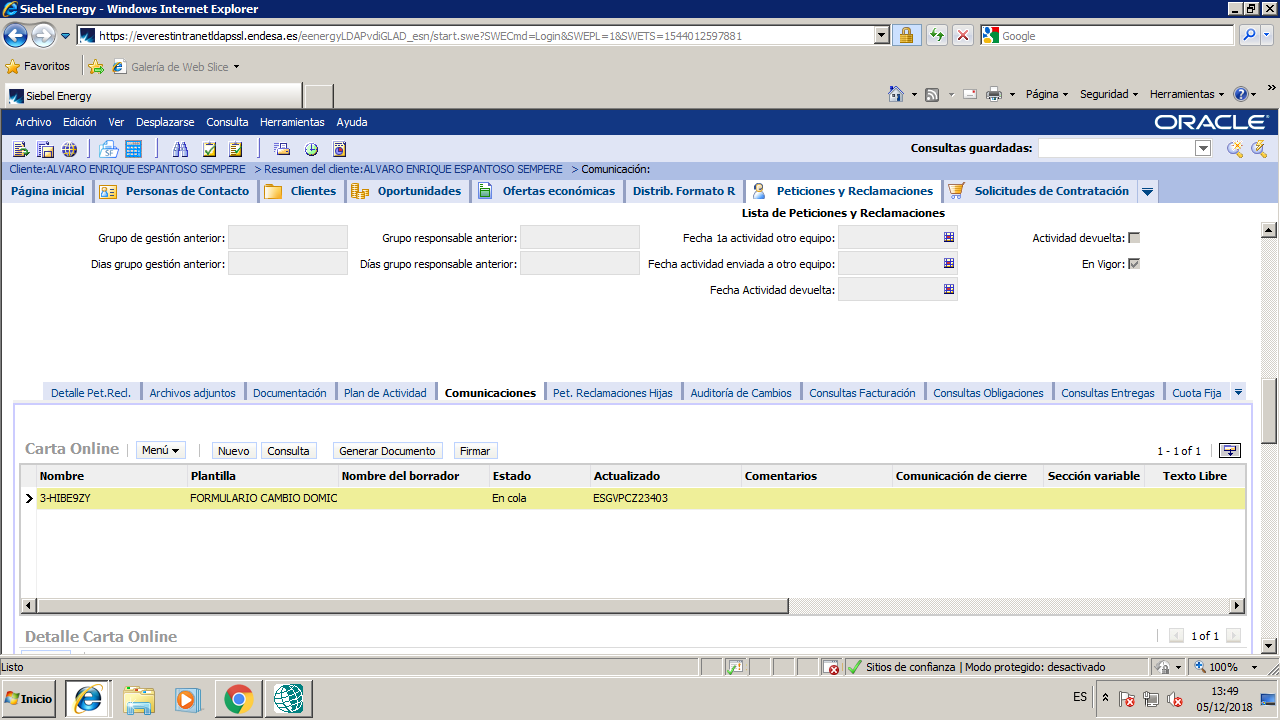 Siebel Energy - Windows Internet Explorer
https://everestintranetldapssl.endesa.es/eenergyLDAPvdiGLAD_esn/start.swe?SWECmd=Login&SWEPL=1&SWETS=1544012597881
Google
Favoritos
Galería de Web Slice
Siebel Energy
Página
Seguridad
Herramientas
Archivo Edición Ver Desplazarse Consulta Herramientas Ayuda
ORACLE
Consultas guardadas:
Cliente:ALVARO ENRIQUE ESPANTOSO SEMPERE > Resumen del cliente:ALVARO ENRIQUE ESPANTOSO SEMPERE > Comunicación:
Página inicial Personas de Contacto Clientes Oportunidades Ofertas económicas Distrib. Formato R Peticiones y Reclamaciones Solicitudes de Contratación
Lista de Peticiones y Reclamaciones
Grupo de gestión anterior: Grupo responsable anterior: Fecha 1a actividad otro equipo: Actividad devuelta:
Dias grupo gestión anterior: Días grupo responsable anterior: Fecha actividad enviada a otro equipo: En Vigor:
Fecha Actividad devuelta:
Detalle Pet.Recl. Archivos adjuntos Documentación Plan de Actividad Comunicaciones Pet. Reclamaciones Hijas Auditoría de Cambios Consultas Facturación Consultas Obligaciones Consultas Entregas Cuota Fija
Carta Online Menú Nuevo Consulta Generar Documento Firmar 1 - 1 of 1
Nombre Plantilla Nombre del borrador Estado Actualizado Comentarios Comunicación de cierre Sección variable Texto Libre
3-HIBE9ZY FORMULARIO CAMBIO DOMIC En cola ESGVPCZ23403
Detalle Carta Online 1 of 1
Listo Sitios de confianza | Modo protegido: desactivado 100%
Inicio ES 13:49
05/12/2018